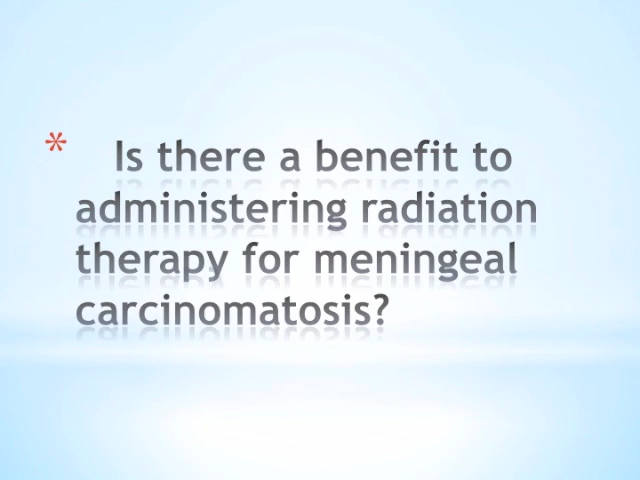 * Is there a benefit to
administering radiation
therapy for meningeal
carcinomatosis?